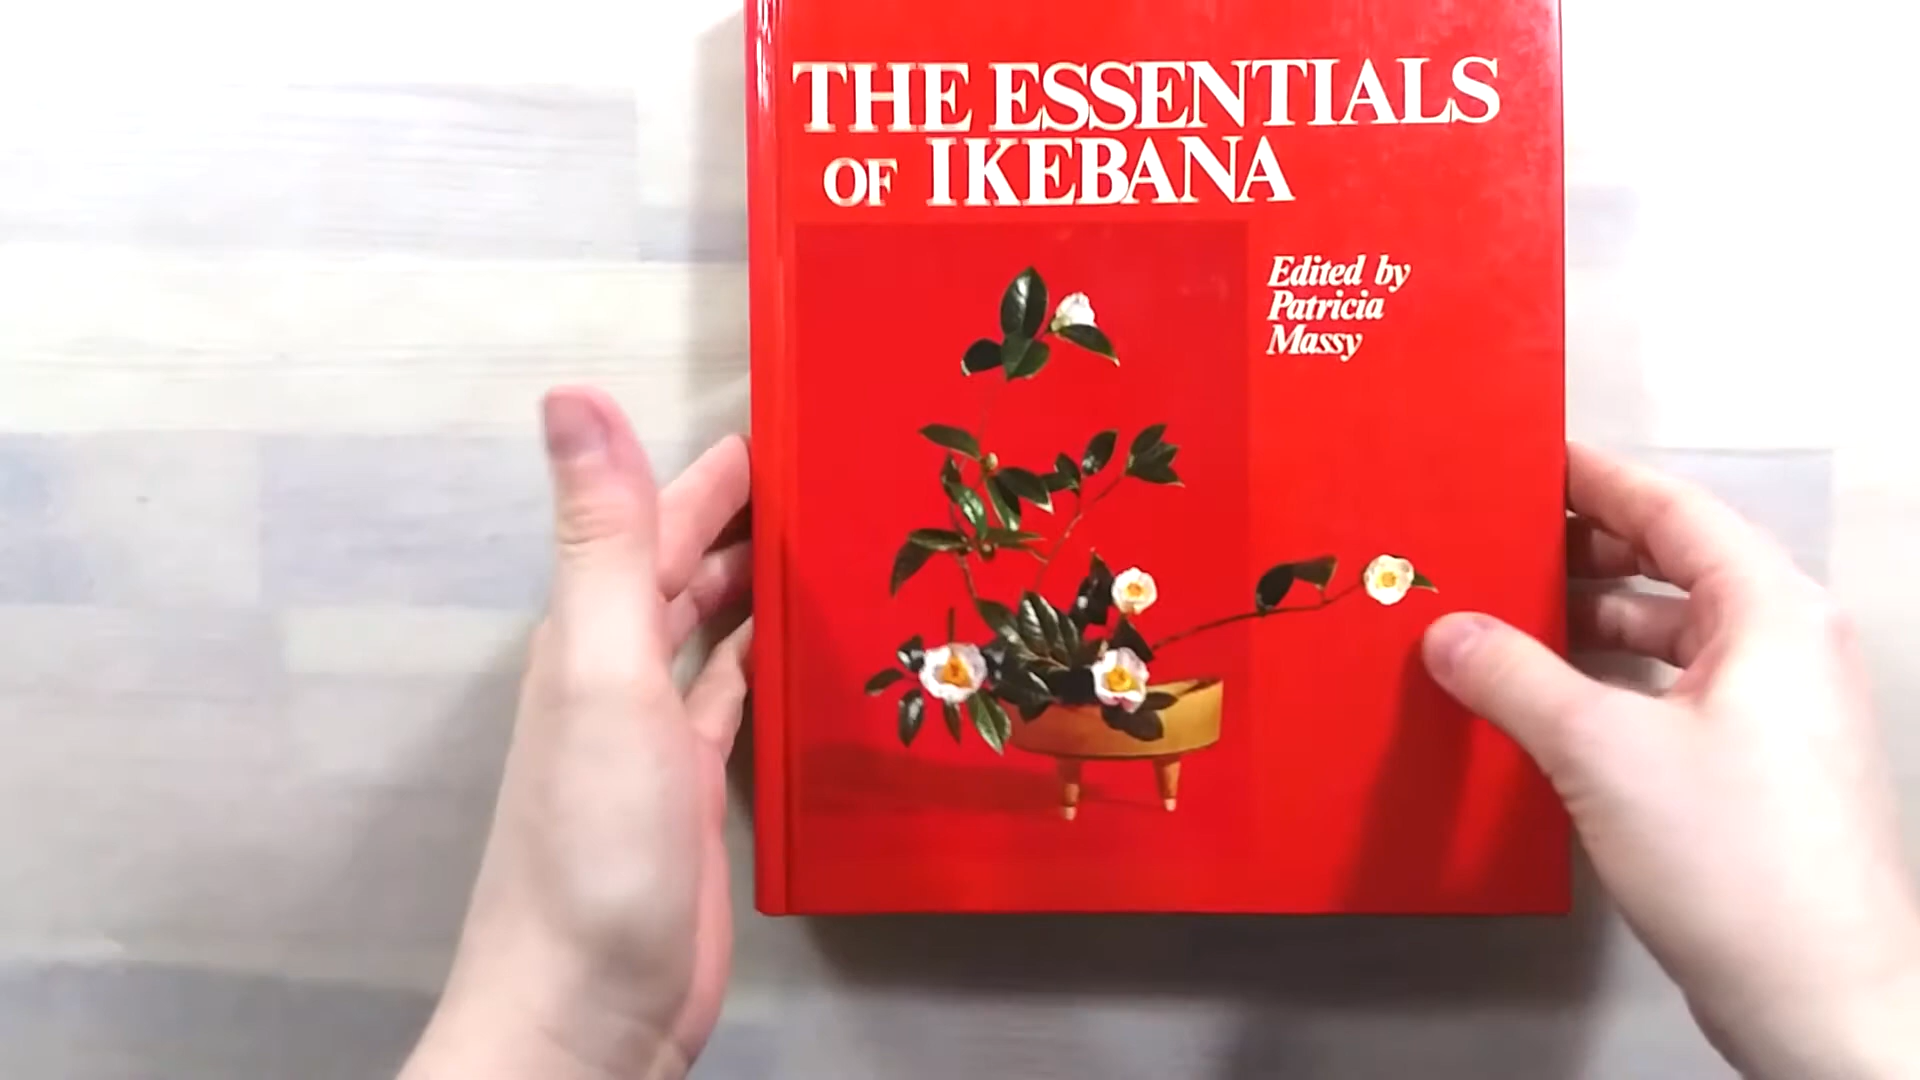 THE ESSENTIALS
OF IKEBANA
Edited by
Patricia
Massy